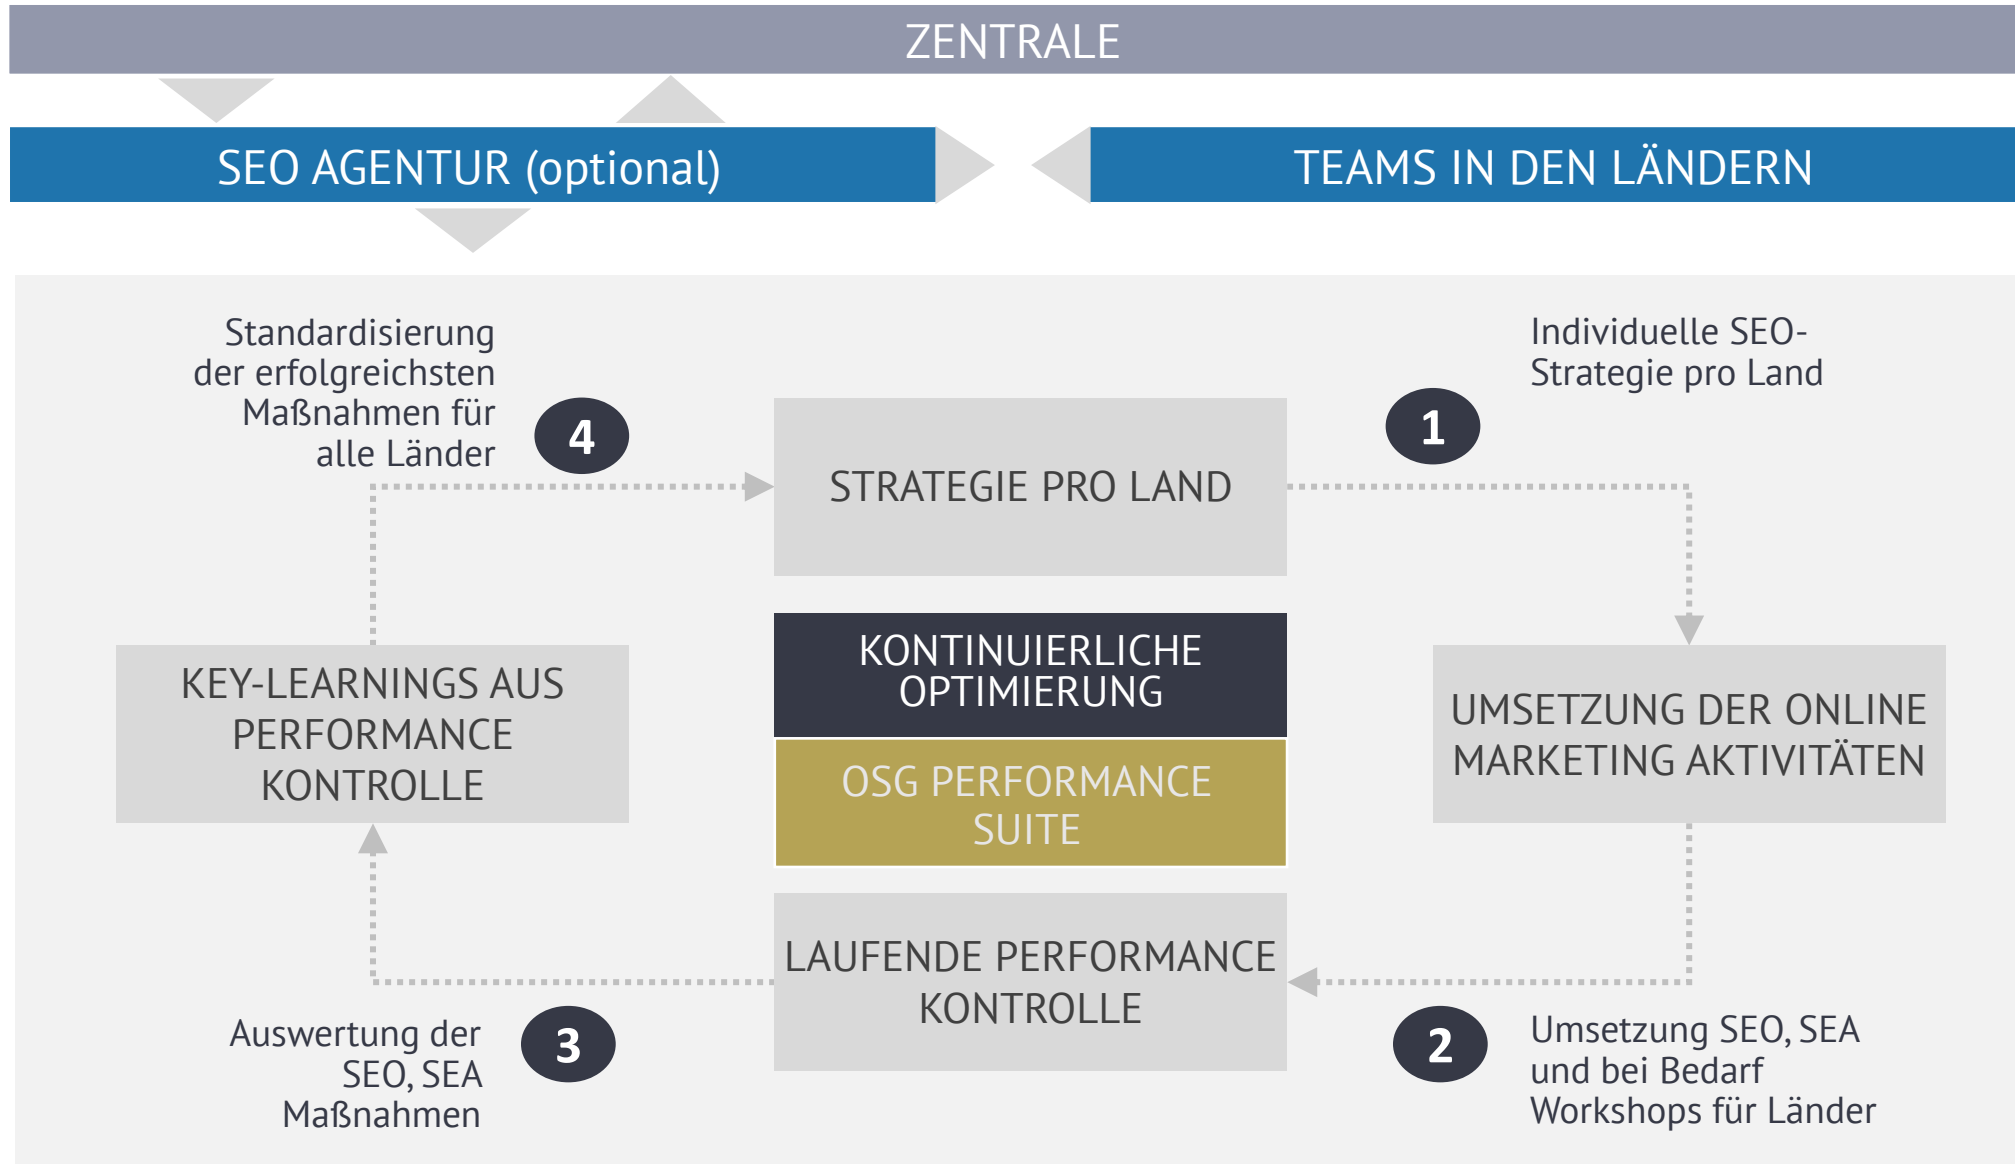 ZENTRALE
SEO AGENTUR (optional)
TEAMS IN DEN LÄNDERN
Standardisierung
der erfolgreichsten
Maßnahmen für
alle Länder
4
STRATEGIE PRO LAND
1
Individuelle SEO-
Strategie pro Land
KEY-LEARNINGS AUS
PERFORMANCE
KONTROLLE
KONTINUIERLICHE
OPTIMIERUNG
OSG PERFORMANCE
SUITE
UMSETZUNG DER ONLINE
MARKETING AKTIVITÄTEN
LAUFENDE PERFORMANCE
KONTROLLE
Auswertung der
SEO, SEA
Maßnahmen
3
2
Umsetzung SEO, SEA
und bei Bedarf
Workshops für Länder